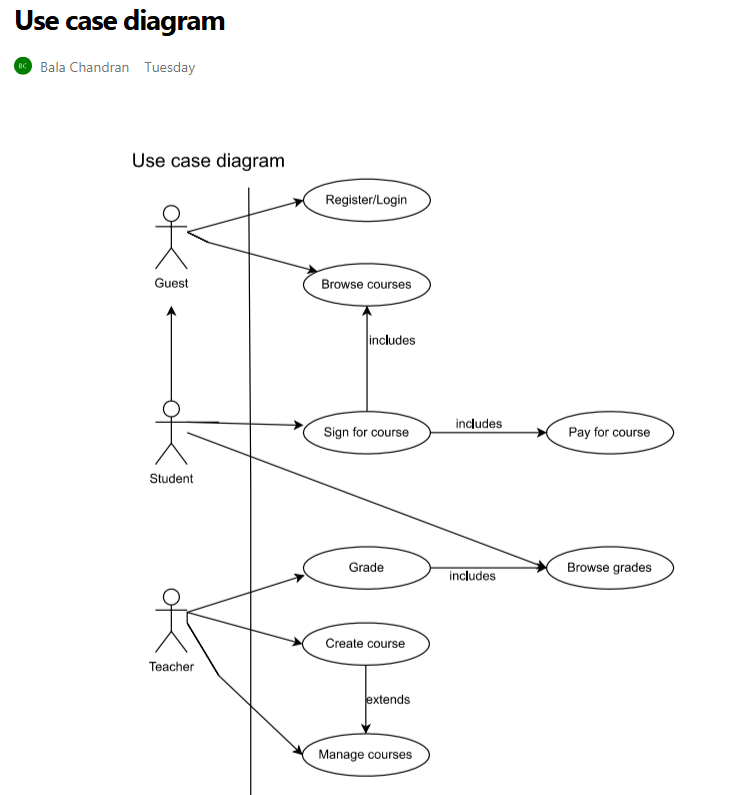 Use case diagram
BC Bala Chandran Tuesday
Use case diagram
Register/Login
Guest
Browse courses
includes
Student
Sign for course
includes
Pay for course
Grade
includes
Browse grades
Teacher
Create course
extends
Manage courses